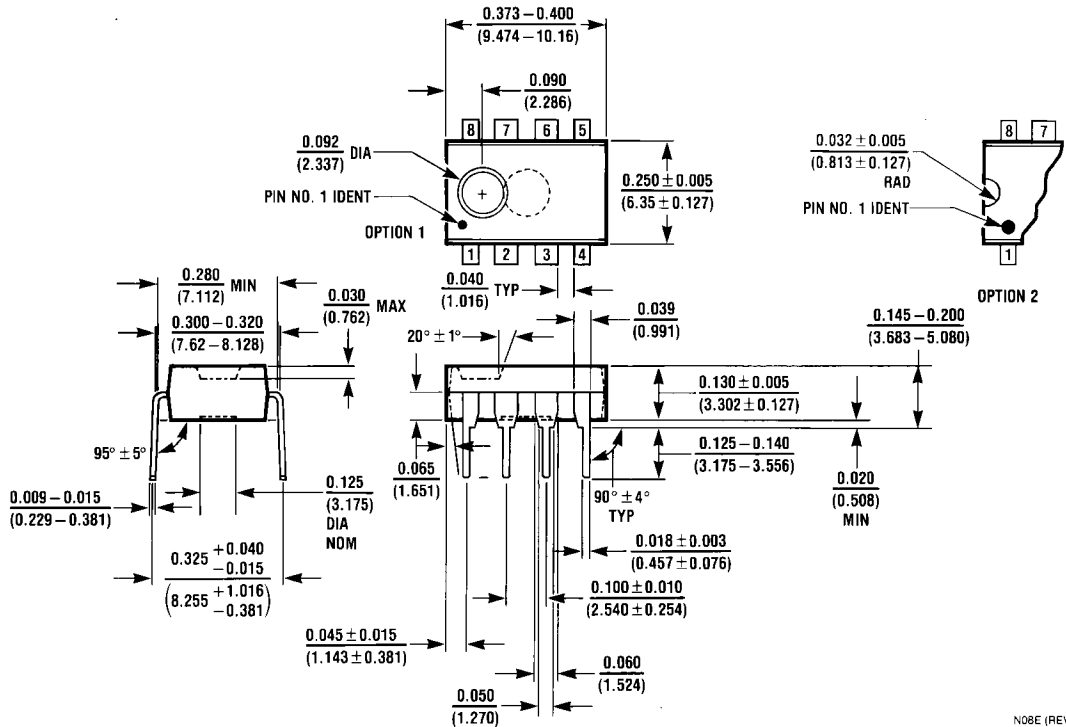 0.373 – 0.400
(9.474 – 10.16)
0.090
(2.286)
8 7 6 5
0.092 DIA
(2.337)
PIN NO. 1 IDENT
OPTION 1
1 2 3 4
0.250 ± 0.005
(6.35 ± 0.127)
0.032 ± 0.005
(0.813 ± 0.127)
RAD
PIN NO. 1 IDENT
8 7
1
OPTION 2
0.280 MIN
(7.112)
0.030 MAX
(0.762)
0.300 – 0.320
(7.62 – 8.128)
0.040 TYP
(1.016)
0.039
(0.991)
20° ± 1°
0.145 – 0.200
(3.683 – 5.080)
0.130 ± 0.005
(3.302 ± 0.127)
0.125 – 0.140
(3.175 – 3.556)
0.020
(0.508)
MIN
95° ± 5°
0.009 – 0.015
(0.229 – 0.381)
0.125
(3.175)
DIA
NOM
0.065
(1.651)
90° ± 4°
TYP
0.018 ± 0.003
(0.457 ± 0.076)
0.325 +0.040
−0.015
(8.255 +1.016
−0.381)
0.100 ± 0.010
(2.540 ± 0.254)
0.045 ± 0.015
(1.143 ± 0.381)
0.060
(1.524)
0.050
(1.270)
N08E (REV